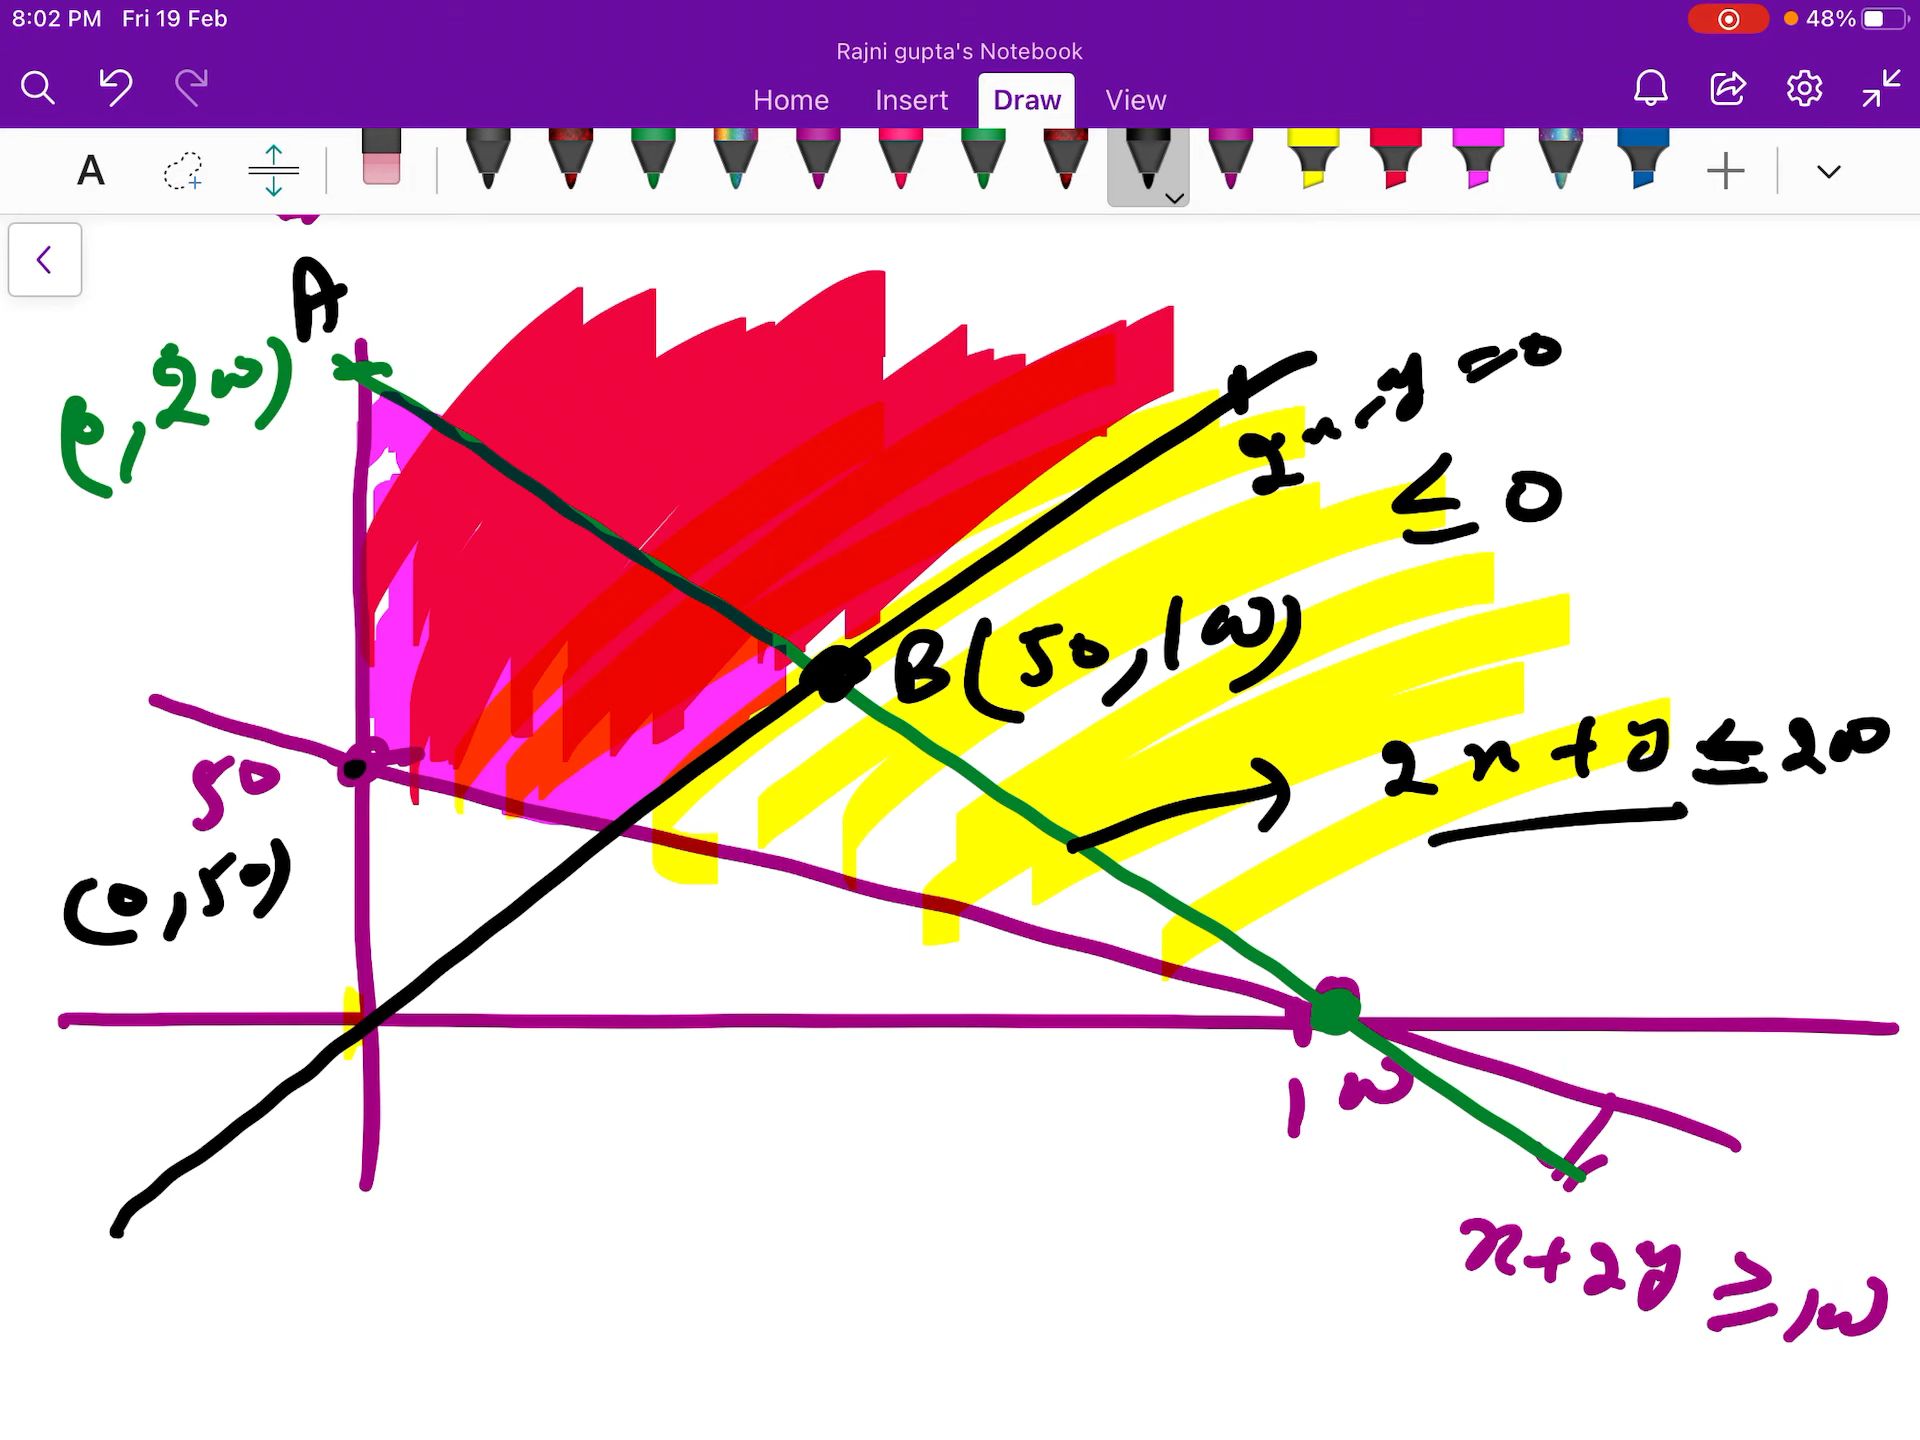 8:02 PM Fri 19 Feb
48%
Rajni gupta's Notebook
Home Insert Draw View
A
A
(0, 200)
2x-y=0
≤ 0
B(50,100)
2x+y≤200
50
(0,50)
100
x+2y≥100